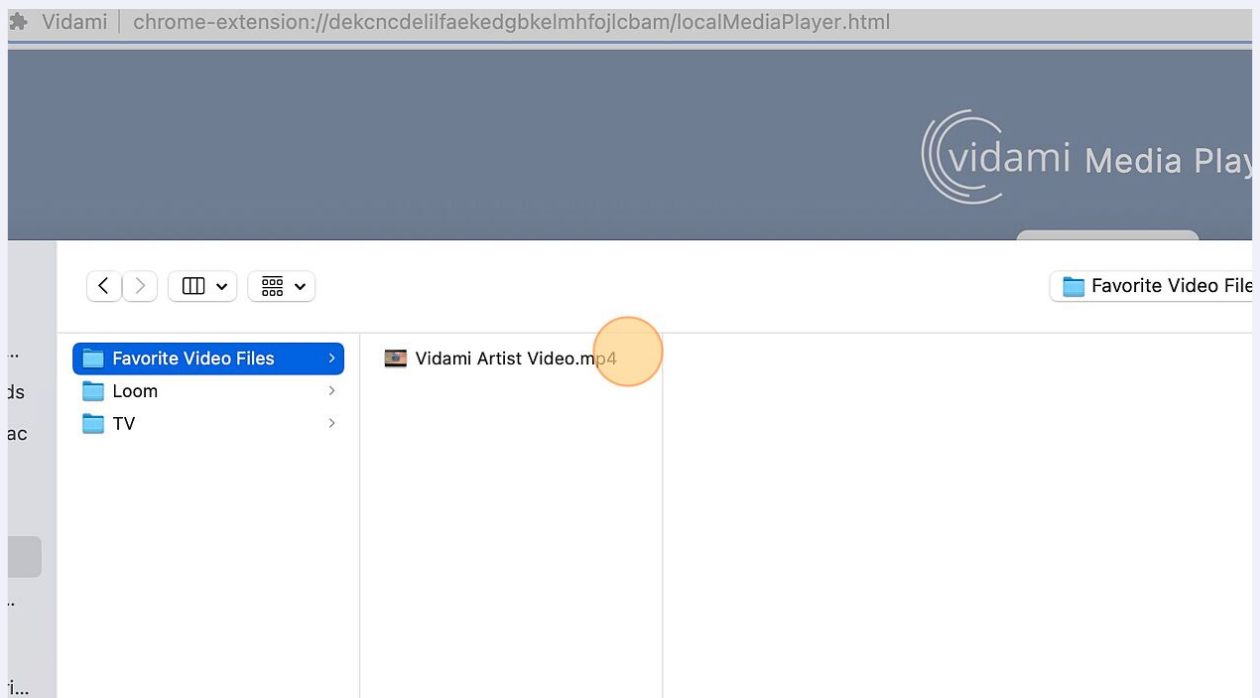 Vidami chrome-extension://dekcncdelilfaekedgbkelmhfojlcbam/localMediaPlayer.html
vidami Media Play
Favorite Video File
... Favorite Video Files Vidami Artist Video.mp4
ds Loom
ac TV
..
ri...